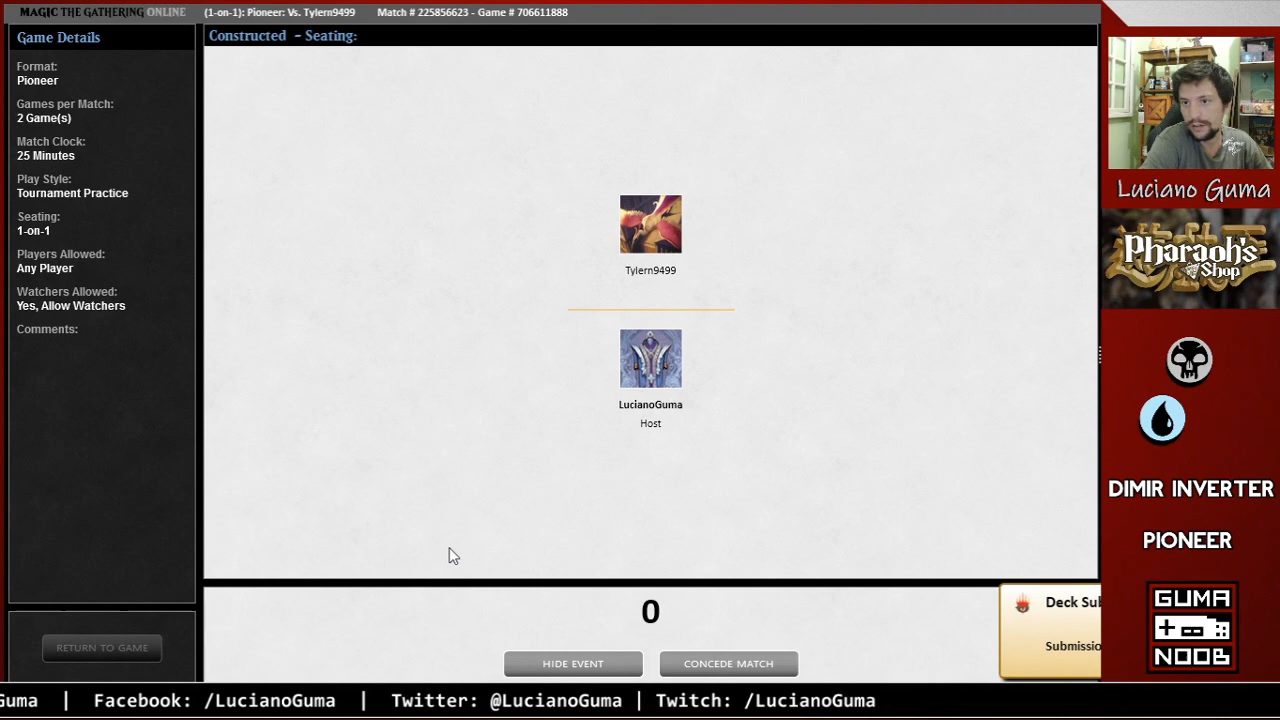 MAGIC THE GATHERING ONLINE (1-on-1): Pioneer: Vs. Tylern9499 Match # 225856623 - Game # 706611888
Game Details
Format:
Pioneer
Games per Match:
2 Game(s)
Match Clock:
25 Minutes
Play Style:
Tournament Practice
Seating:
1-on-1
Players Allowed:
Any Player
Watchers Allowed:
Yes, Allow Watchers
Comments:
RETURN TO GAME
Constructed - Seating:
Tylern9499
LucianoGuma
Host
0
HIDE EVENT CONCEDE MATCH
Deck Sub
Submissio
Luciano Guma
Pharaoh's
Shop
DIMIR INVERTER
PIONEER
GUMA
NOOB
Guma | Facebook: /LucianoGuma | Twitter: @LucianoGuma | Twitch: /LucianoGuma